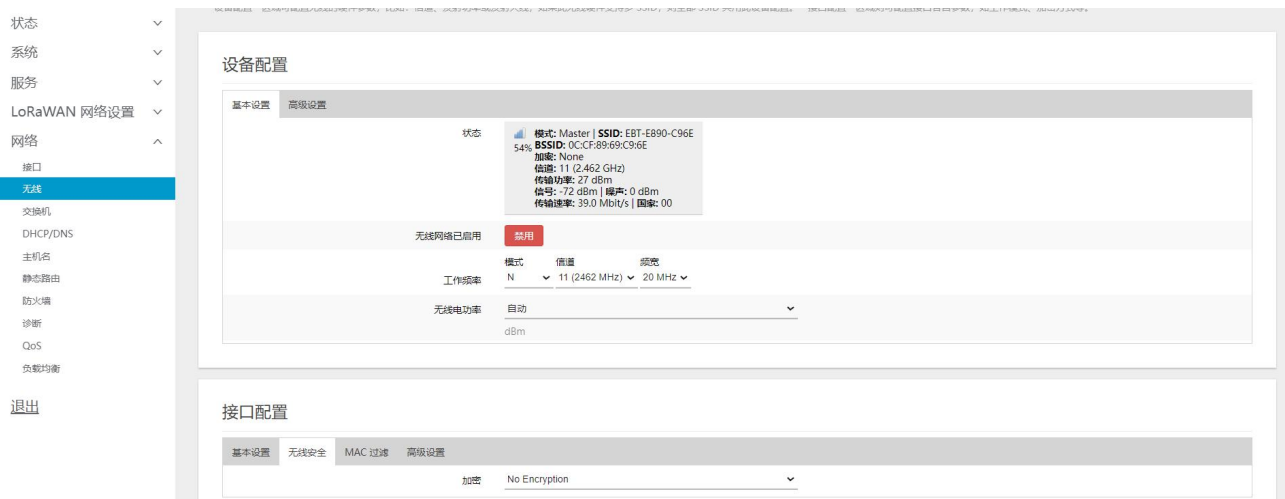 状态
系统
服务
LoRaWAN 网络设置
网络
接口
无线
交换机
DHCP/DNS
主机名
静态路由
防火墙
诊断
QoS
负载均衡
退出
设备配置
基本设置 高级设置
状态
54%
模式: Master | SSID: EBT-E890-C96E
BSSID: 0C:CF:89:69:C9:6E
加密: None
信道: 11 (2.462 GHz)
传输功率: 27 dBm
信号: -72 dBm | 噪声: 0 dBm
传输速率: 39.0 Mbit/s | 国家: 00
无线网络已启用 禁用
模式 信道 频宽
工作频率 N 11 (2462 MHz) 20 MHz
无线电功率 自动
dBm
接口配置
基本设置 无线安全 MAC 过滤 高级设置
加密 No Encryption